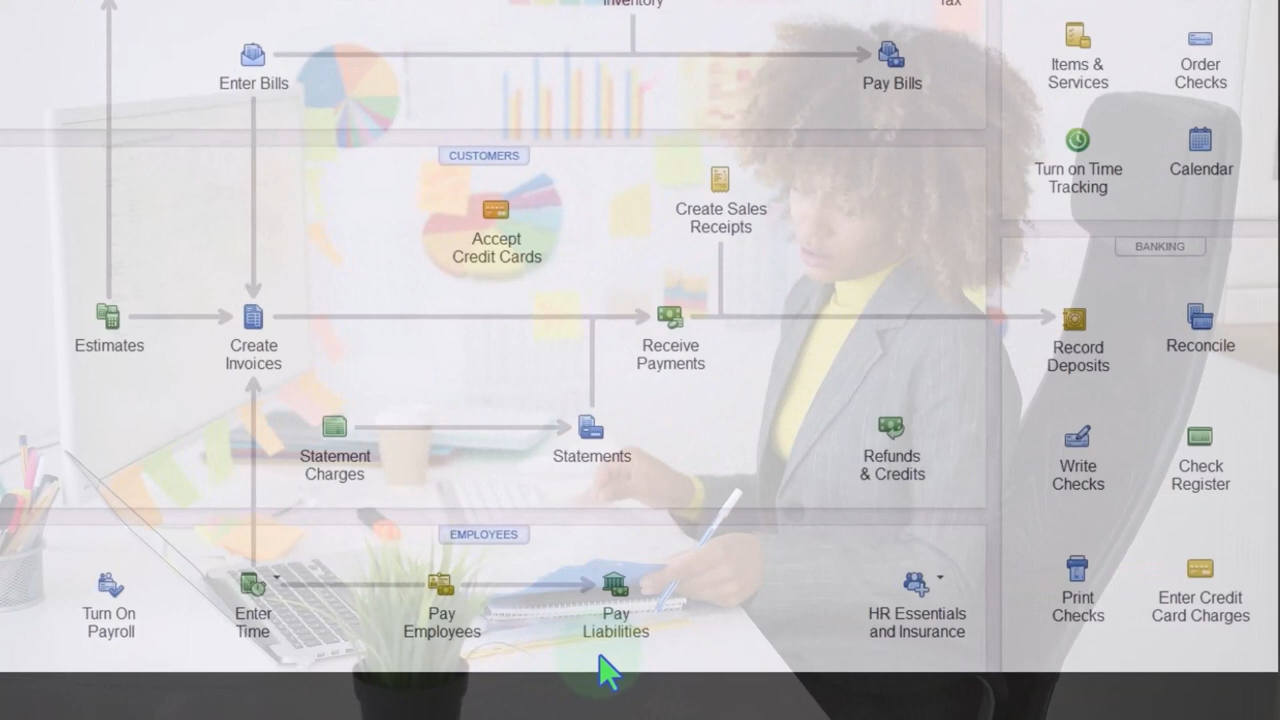 Inventory
Tax
Enter Bills
Pay Bills
Items &
Services
Order
Checks
CUSTOMERS
Turn on Time
Tracking
Calendar
Create Sales
Receipts
Accept
Credit Cards
BANKING
Estimates
Create
Invoices
Receive
Payments
Record
Deposits
Reconcile
Statement
Charges
Statements
Refunds
& Credits
Write
Checks
Check
Register
EMPLOYEES
Turn On
Payroll
Enter
Time
Pay
Employees
Pay
Liabilities
HR Essentials
and Insurance
Print
Checks
Enter Credit
Card Charges